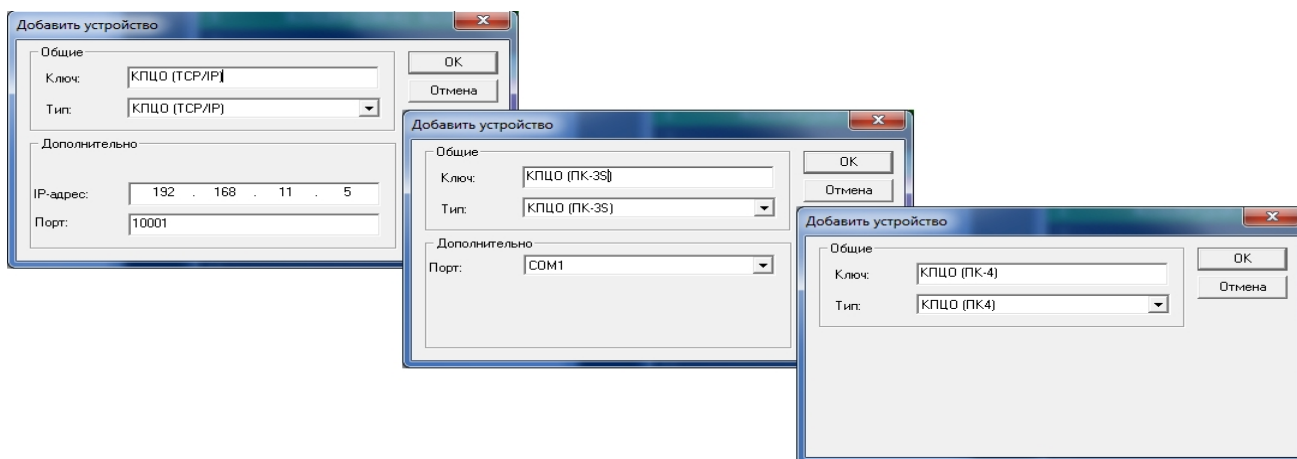 Добавить устройство
Общие
Ключ: КПЦО (TCP/IP)
Тип: КПЦО (TCP/IP)
OK
Отмена
Дополнительно
IP-адрес: 192 . 168 . 11 . 5
Порт: 10001
Добавить устройство
Общие
Ключ: КПЦО (ПК-3S)
Тип: КПЦО (ПК-3S)
OK
Отмена
Дополнительно
Порт: COM1
Добавить устройство
Общие
Ключ: КПЦО (ПК-4)
Тип: КПЦО (ПК4)
OK
Отмена